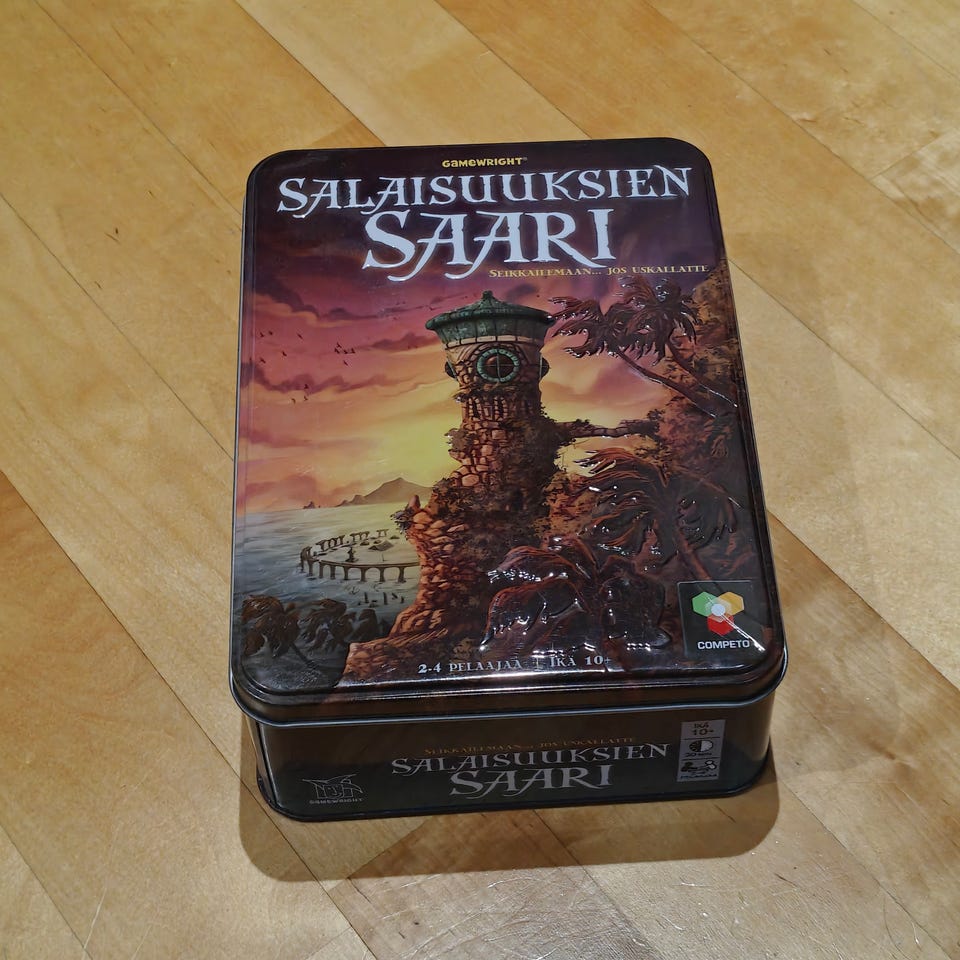 GAMEWRIGHT®
SALAISUUKSIEN
SAARI
SEIKKAILEMAAN... JOS USKALLATTE
COMPETO
2-4 PELAAJAA | IKÄ 10+
SEIKKAILEMAAN... JOS USKALLATTE
SALAISUUKSIEN
SAARI
GAMEWRIGHT
IKÄ
10+